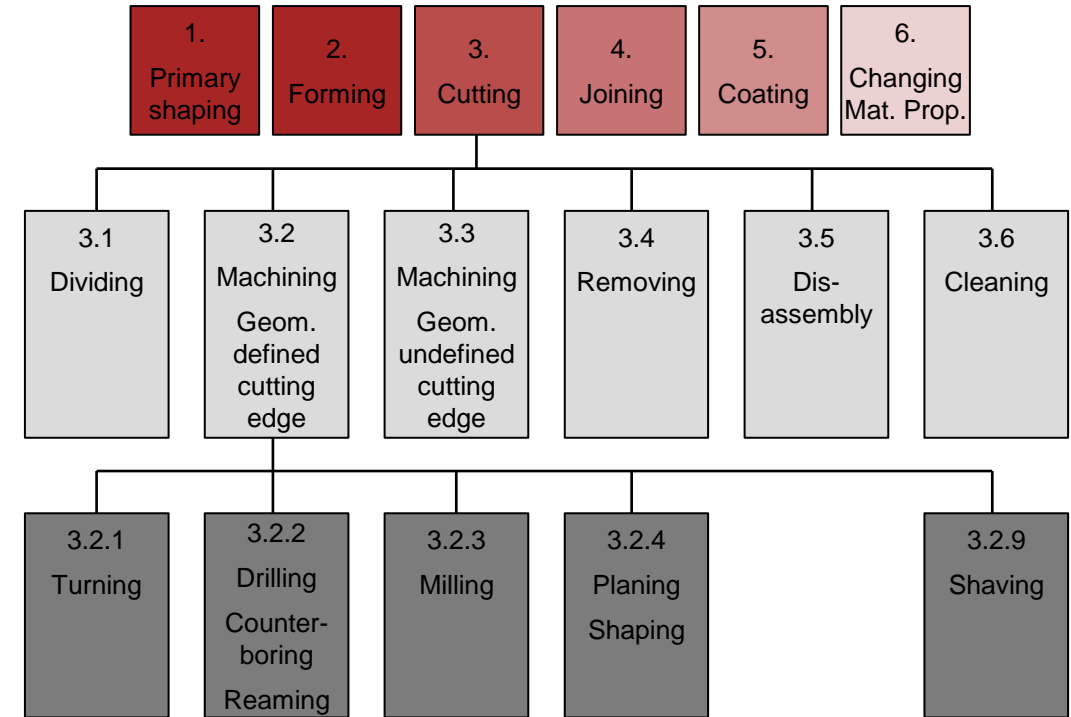 1.
Primary
shaping
2.
Forming
3.
Cutting
4.
Joining
5.
Coating
6.
Changing
Mat. Prop.
3.1
Dividing
3.2
Machining
Geom.
defined
cutting
edge
3.3
Machining
Geom.
undefined
cutting
edge
3.4
Removing
3.5
Dis-
assembly
3.6
Cleaning
3.2.1
Turning
3.2.2
Drilling
Counter-
boring
Reaming
3.2.3
Milling
3.2.4
Planing
Shaping
3.2.9
Shaving